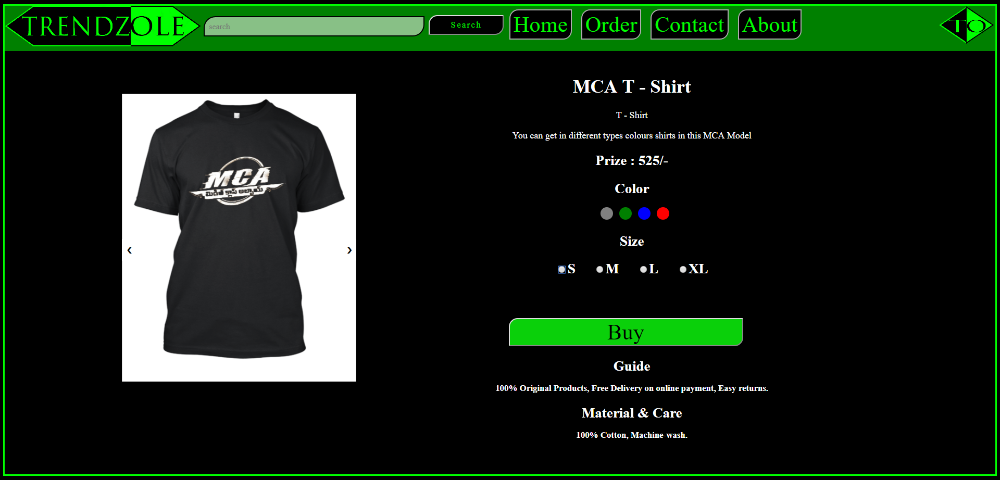 TRENDZOLE
search
Search
Home
Order
Contact
About
TO
MCA T - Shirt
T - Shirt
You can get in different types colours shirts in this MCA Model
Prize : 525/-
Color
Size
S
M
L
XL
Buy
Guide
100% Original Products, Free Delivery on online payment, Easy returns.
Material & Care
100% Cotton, Machine-wash.
MCA
మిడిల్ క్లాస్ అబ్బాయ్
‹
›